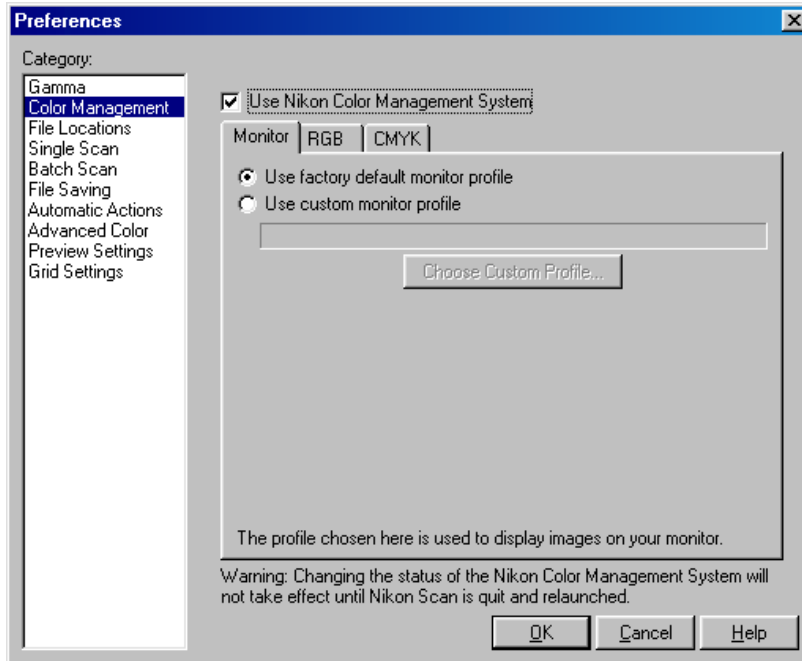 Preferences
Category:
Gamma
Color Management
File Locations
Single Scan
Batch Scan
File Saving
Automatic Actions
Advanced Color
Preview Settings
Grid Settings
Use Nikon Color Management System
Monitor RGB CMYK
Use factory default monitor profile
Use custom monitor profile
Choose Custom Profile...
The profile chosen here is used to display images on your monitor.
Warning: Changing the status of the Nikon Color Management System will
not take effect until Nikon Scan is quit and relaunched.
OK Cancel Help